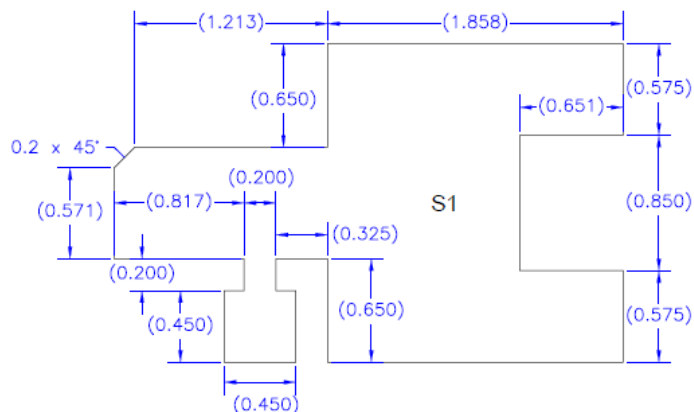 (1.213) (1.858)
(0.650) (0.575)
(0.651)
0.2 x 45°
(0.200)
(0.571) (0.817) S1 (0.850)
(0.325)
(0.200)
(0.450) (0.650) (0.575)
(0.450)